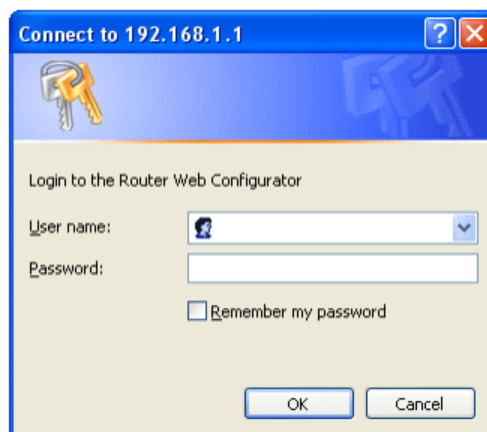 Connect to 192.168.1.1
Login to the Router Web Configurator
User name:
Password:
Remember my password
OK
Cancel